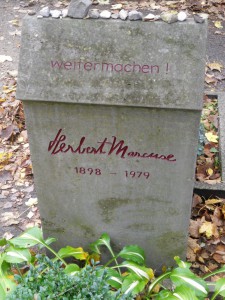 weitermachen!
Herbert Marcuse
1898 - 1979